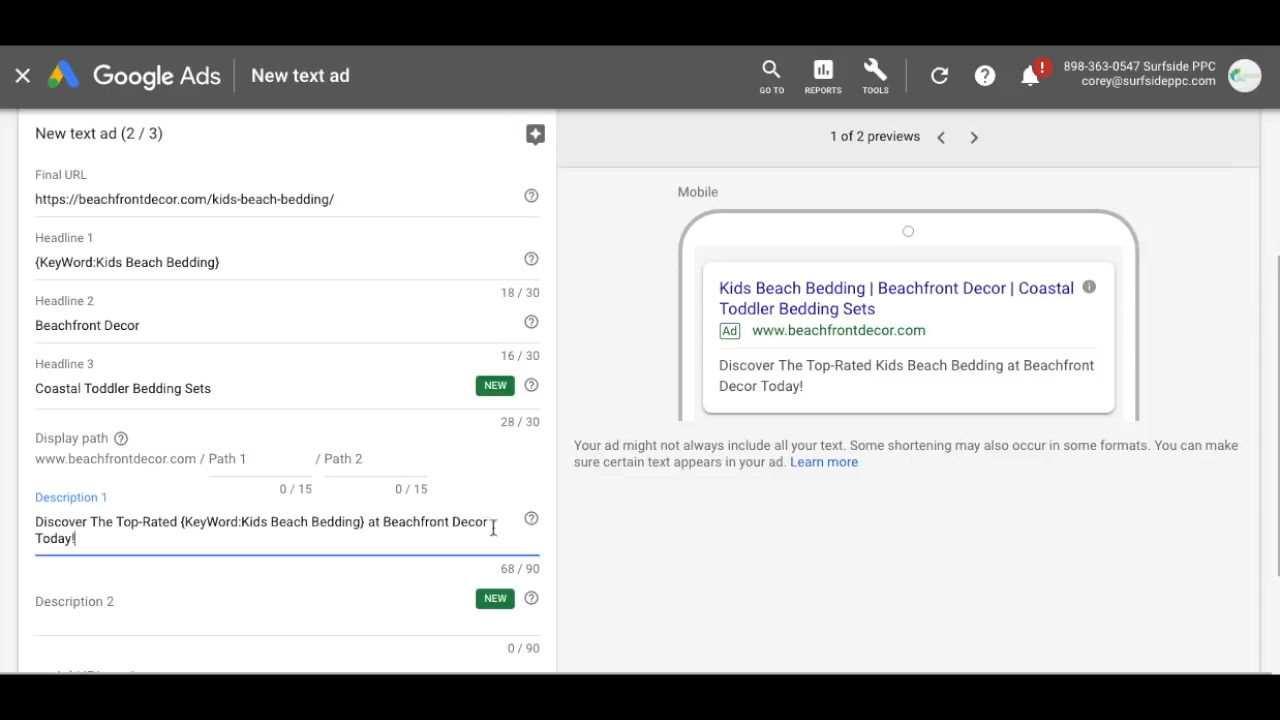 Google Ads
New text ad
GO TO
REPORTS
TOOLS
!
898-363-0547 Surfside PPC
corey@surfsideppc.com
New text ad (2 / 3)
Final URL
https://beachfrontdecor.com/kids-beach-bedding/
Headline 1
{KeyWord:Kids Beach Bedding}
18 / 30
Headline 2
Beachfront Decor
16 / 30
Headline 3
Coastal Toddler Bedding Sets
NEW
28 / 30
Display path
www.beachfrontdecor.com / Path 1 / Path 2
0 / 15 0 / 15
Description 1
Discover The Top-Rated {KeyWord:Kids Beach Bedding} at Beachfront Decor
Today!
68 / 90
Description 2
NEW
0 / 90
1 of 2 previews
Mobile
Kids Beach Bedding | Beachfront Decor | Coastal
Toddler Bedding Sets
Ad www.beachfrontdecor.com
Discover The Top-Rated Kids Beach Bedding at Beachfront
Decor Today!
Your ad might not always include all your text. Some shortening may also occur in some formats. You can make
sure certain text appears in your ad. Learn more